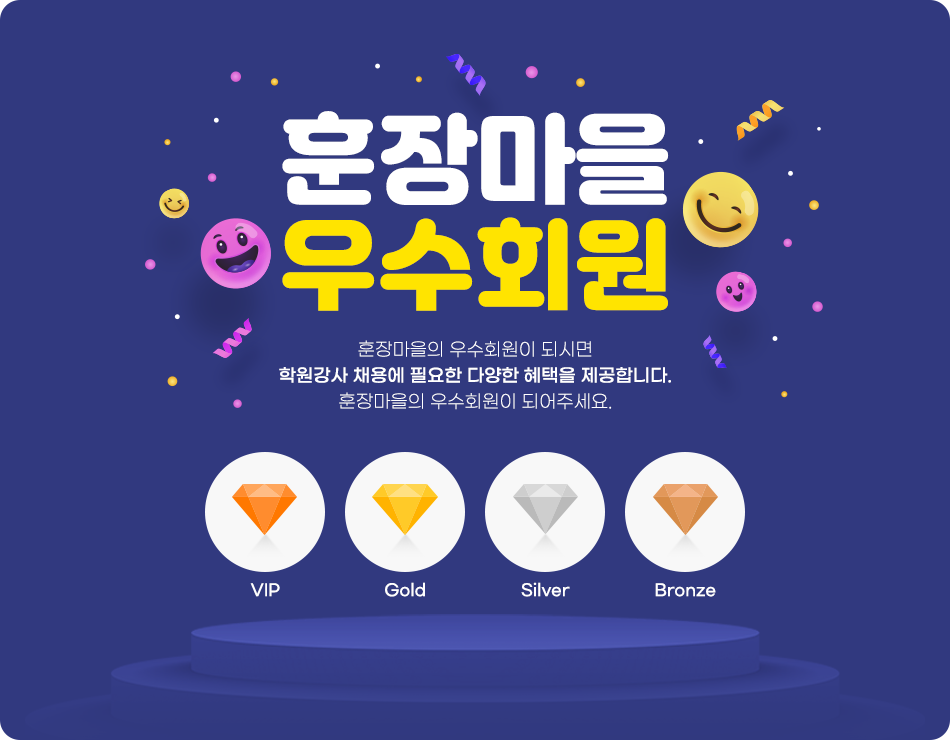 훈장마을
우수회원
훈장마을의 우수회원이 되시면
학원강사 채용에 필요한 다양한 혜택을 제공합니다.
훈장마을의 우수회원이 되어주세요.
VIP
Gold
Silver
Bronze